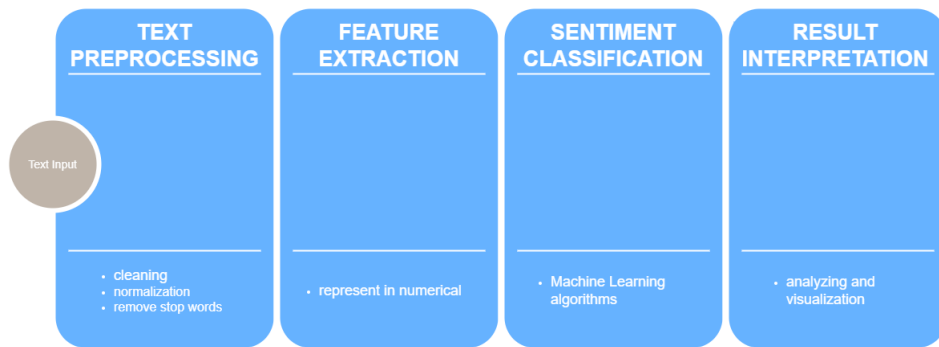 TEXT
PREPROCESSING
FEATURE
EXTRACTION
SENTIMENT
CLASSIFICATION
RESULT
INTERPRETATION
Text Input
• cleaning
• normalization
• remove stop words
• represent in numerical
• Machine Learning
algorithms
• analyzing and
visualization